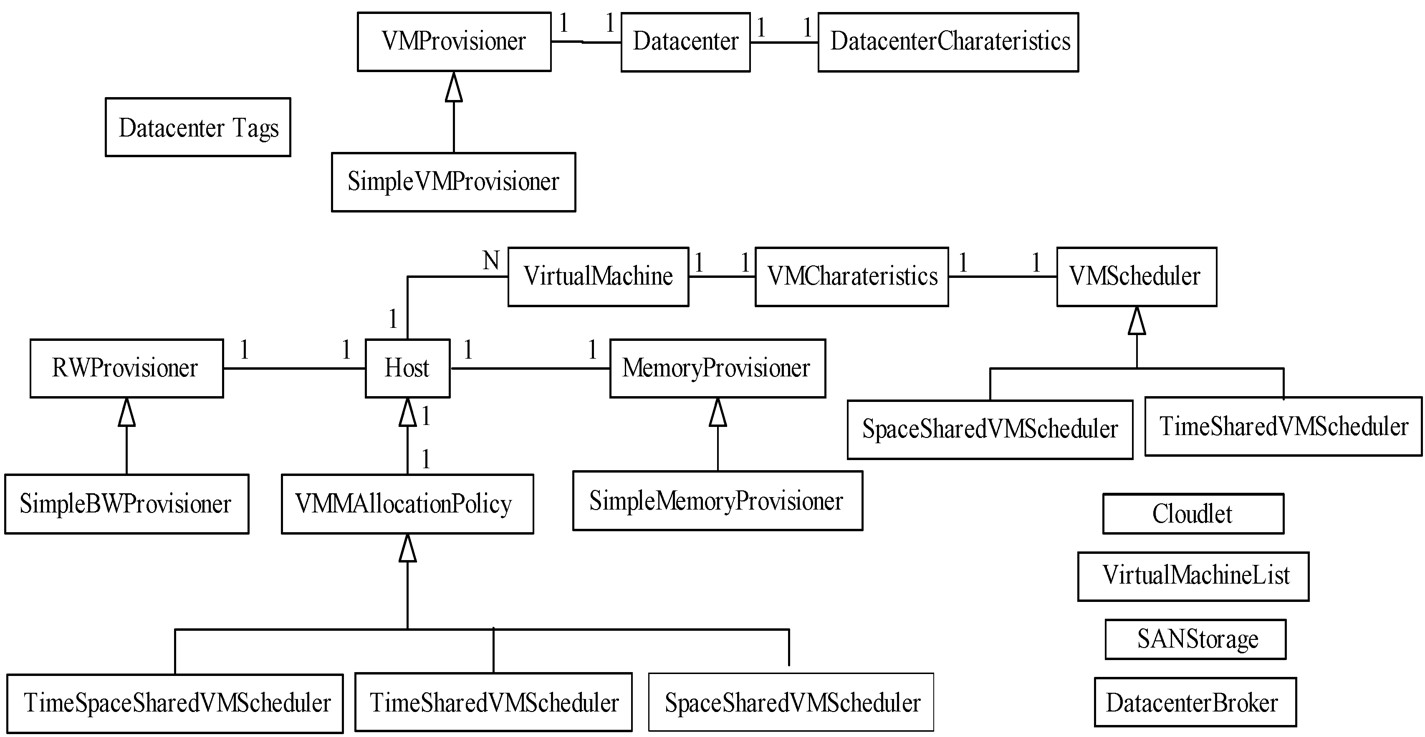 VMProvisioner 1 1 Datacenter 1 1 DatacenterCharateristics
Datacenter Tags
SimpleVMProvisioner
N VirtualMachine 1 1 VMCharateristics 1 1 VMScheduler
1
RWProvisioner 1 1 Host 1 1 MemoryProvisioner
1
SpaceSharedVMScheduler TimeSharedVMScheduler
1
SimpleBWProvisioner VMMAllocationPolicy SimpleMemoryProvisioner
Cloudlet
VirtualMachineList
SANStorage
TimeSpaceSharedVMScheduler TimeSharedVMScheduler SpaceSharedVMScheduler DatacenterBroker